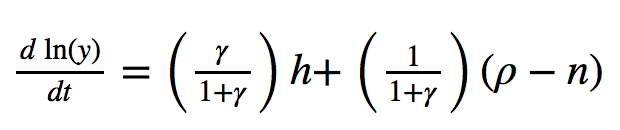 d ln(y)/dt = (γ/(1+γ)) h+ (1/(1+γ)) (ρ − n)